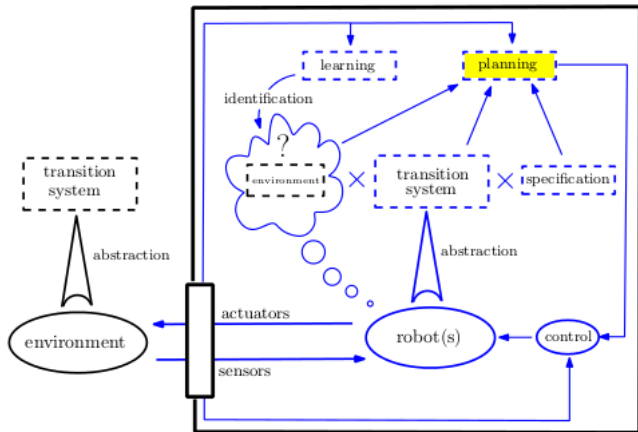 learning
planning
identification
?
environment
×
transition
system
×
specification
transition
system
abstraction
abstraction
actuators
environment
robot(s)
control
sensors